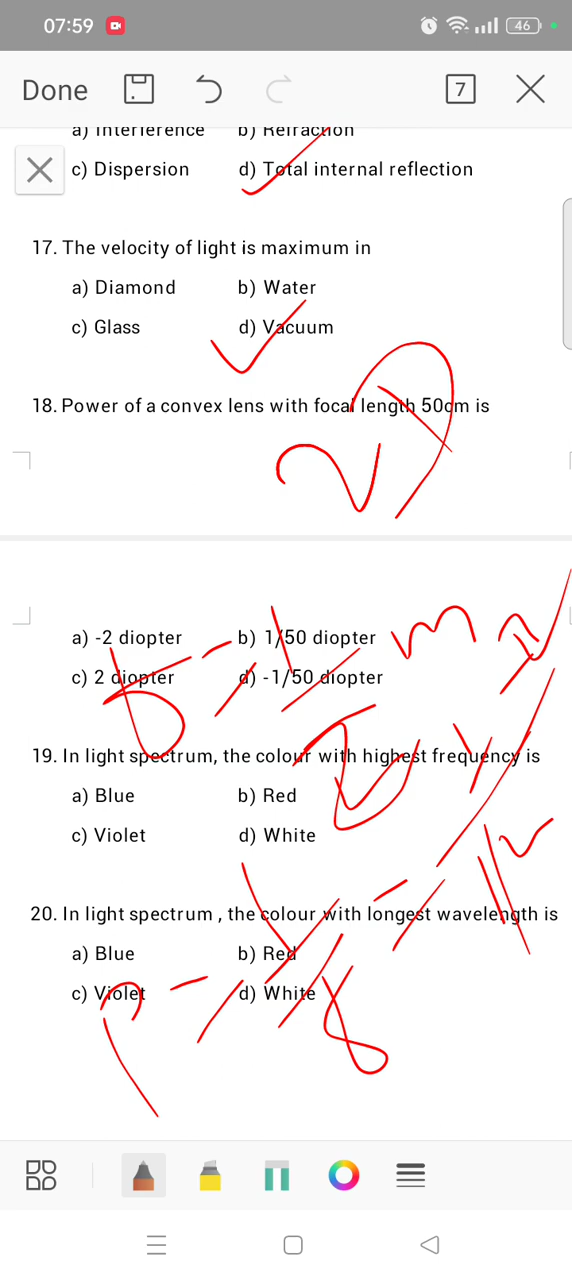 07:59
46
Done
7
a) Interference b) Refraction
c) Dispersion d) Total internal reflection
17. The velocity of light is maximum in
a) Diamond b) Water
c) Glass d) Vacuum
18. Power of a convex lens with focal length 50cm is
2D
a) -2 diopter b) 1/50 diopter
c) 2 diopter d) -1/50 diopter
19. In light spectrum, the colour with highest frequency is
a) Blue b) Red
c) Violet d) White
20. In light spectrum , the colour with longest wavelength is
a) Blue b) Red
c) Violet d) White